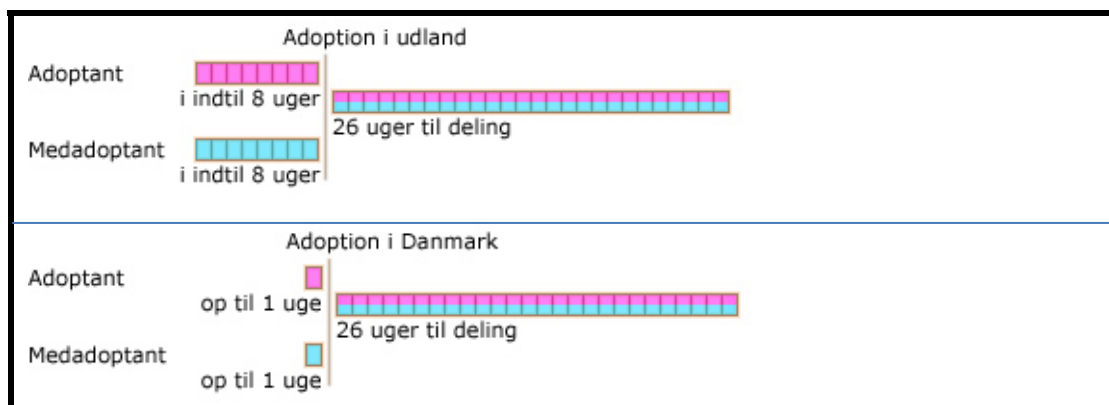 Adoption i udland
Adoptant
i indtil 8 uger
26 uger til deling
Medadoptant
i indtil 8 uger
Adoption i Danmark
Adoptant
op til 1 uge
26 uger til deling
Medadoptant
op til 1 uge